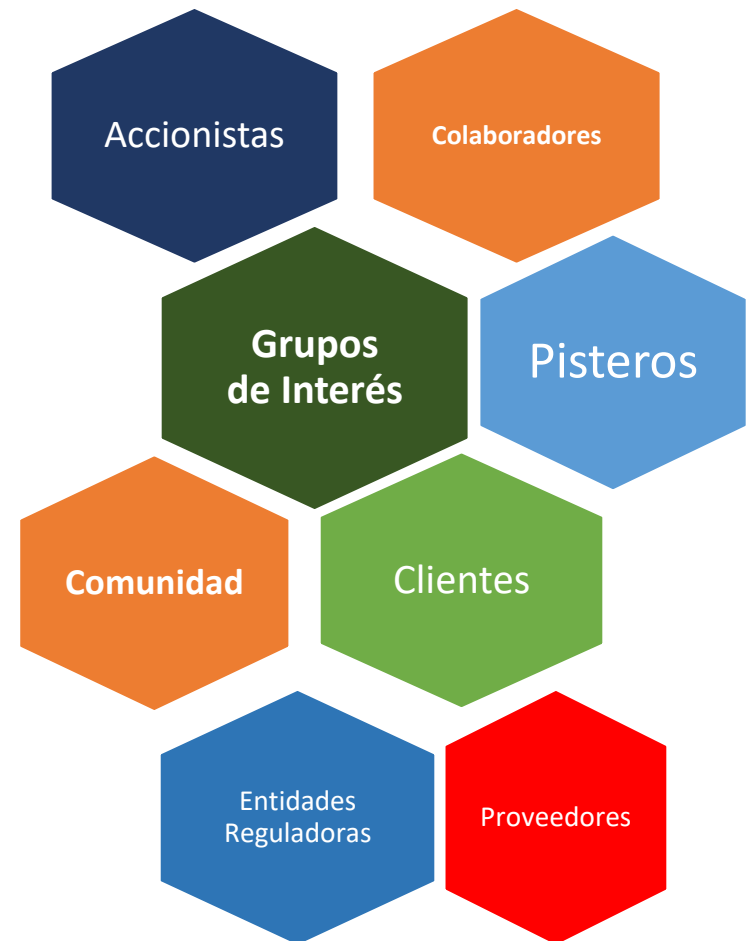 Accionistas
Colaboradores
Grupos
de Interés
Pisteros
Comunidad
Clientes
Entidades
Reguladoras
Proveedores